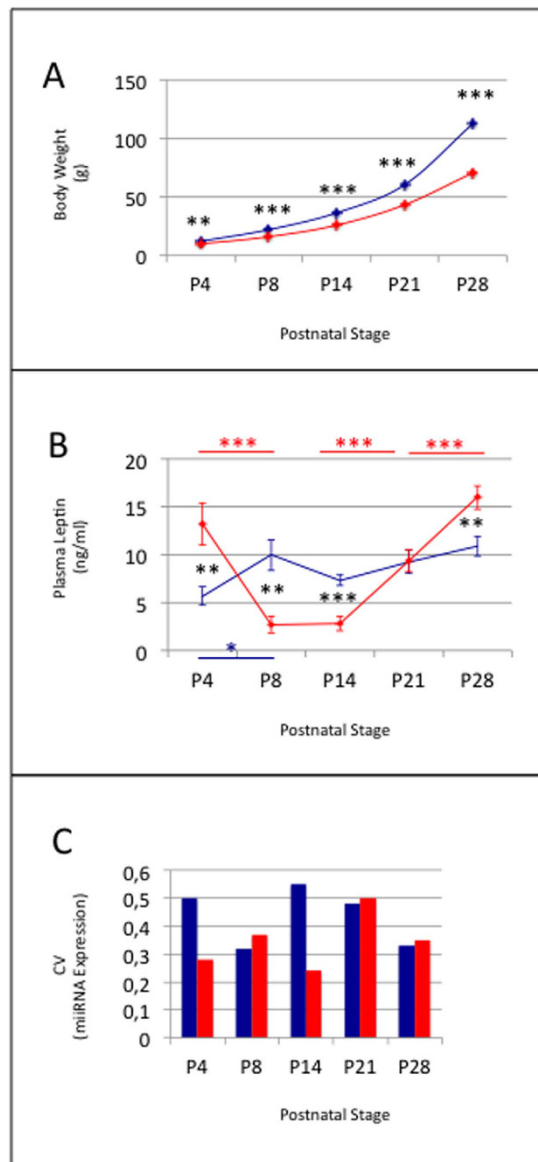 A
150
100
50
0
Body Weight
(g)
**
***
***
***
***
P4 P8 P14 P21 P28
Postnatal Stage
B
***
***
***
20
15
10
5
0
Plasma Leptin
(ng/ml)
**
**
***
**
*
P4 P8 P14 P21 P28
Postnatal Stage
C
0,6
0,5
0,4
0,3
0,2
0,1
0
CV
(miiRNA Expression)
P4 P8 P14 P21 P28
Postnatal Stage